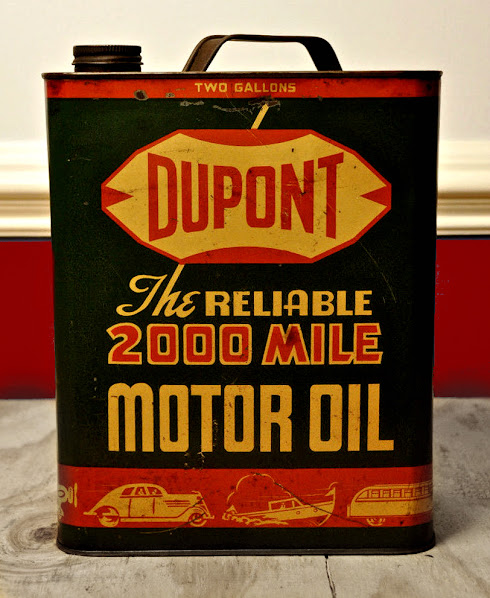 TWO GALLONS
DUPONT
The RELIABLE
2000 MILE
MOTOR OIL